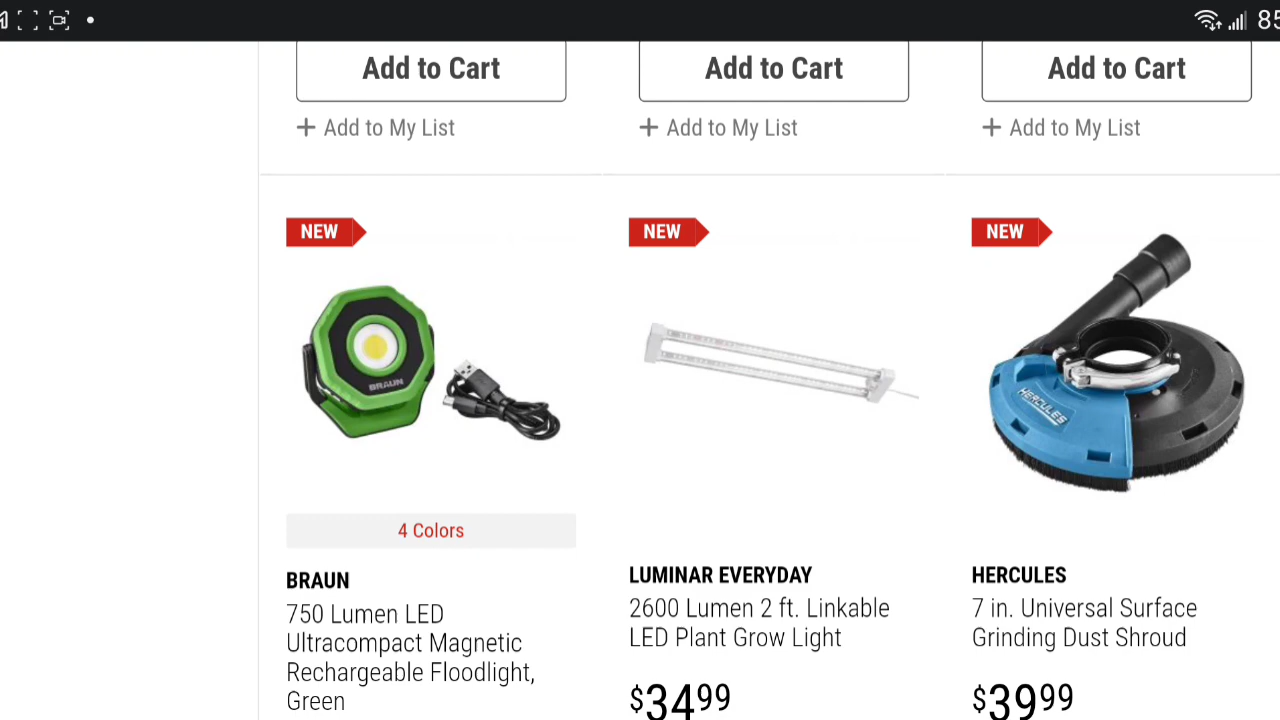 85
Add to Cart
Add to Cart
Add to Cart
+ Add to My List
+ Add to My List
+ Add to My List
NEW
NEW
NEW
BRAUN
HERCULES
4 Colors
BRAUN
750 Lumen LED
Ultracompact Magnetic
Rechargeable Floodlight,
Green
LUMINAR EVERYDAY
2600 Lumen 2 ft. Linkable
LED Plant Grow Light
$34.99
HERCULES
7 in. Universal Surface
Grinding Dust Shroud
$39.99